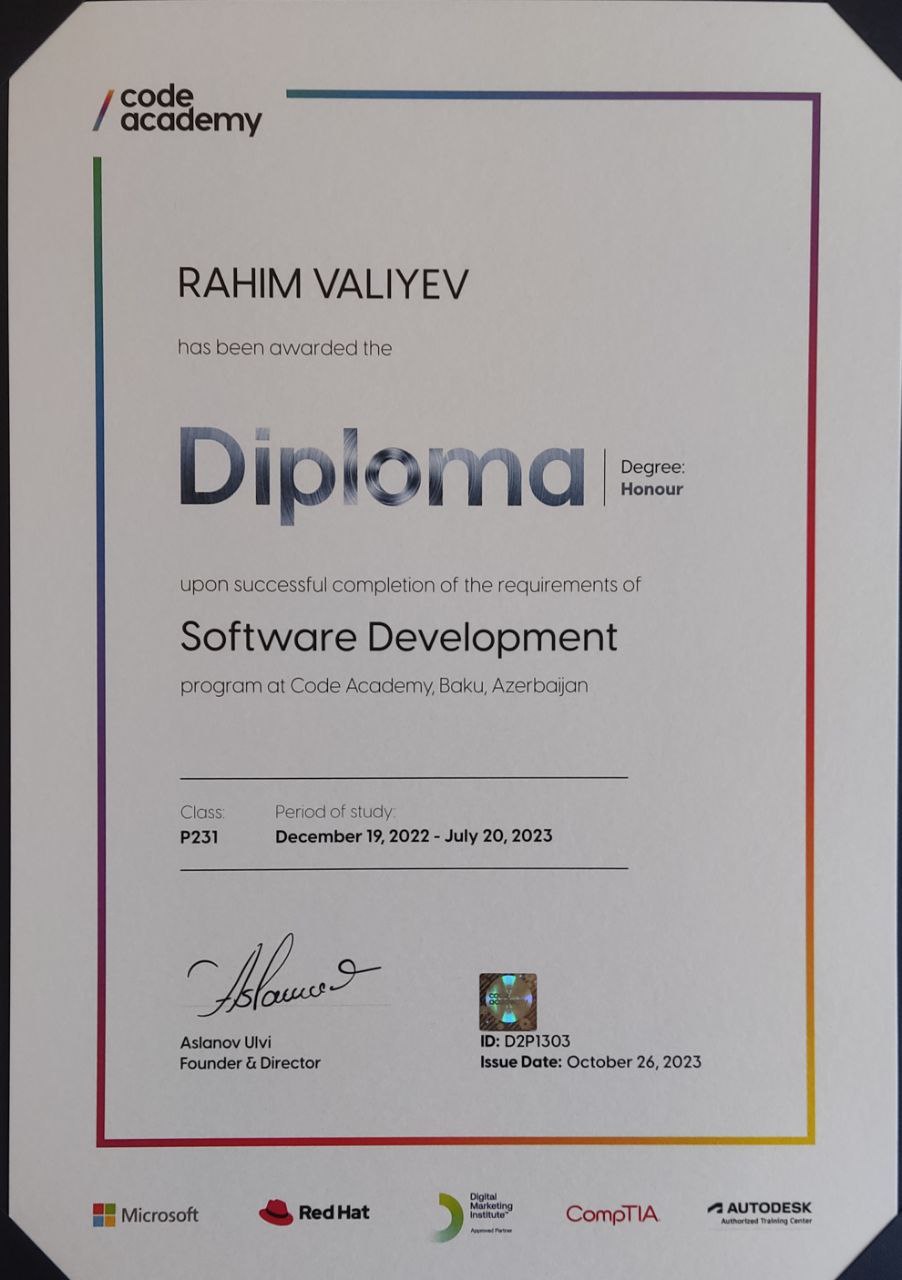 code
academy
RAHIM VALIYEV
has been awarded the
Diploma
Degree:
Honour
upon successful completion of the requirements of
Software Development
program at Code Academy, Baku, Azerbaijan
Class:
Period of study:
P231
December 19, 2022 - July 20, 2023
Aslanov
CODE
ACADEMY
Aslanov Ulvi
Founder & Director
ID: D2P1303
Issue Date: October 26, 2023
Microsoft
Red Hat
Digital
Marketing
Institute™
Approved Partner
CompTIA.
AUTODESK
Authorized Training Center